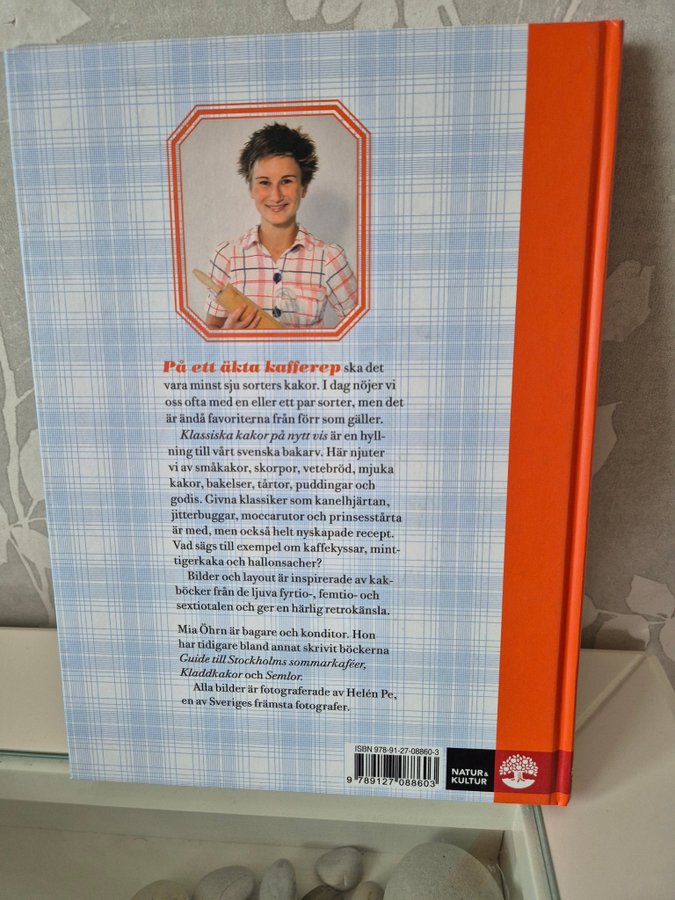 På ett äkta kafferep ska det
vara minst sju sorters kakor. I dag nöjer vi
oss ofta med en eller ett par sorter, men det
är ändå favoriterna från förr som gäller.
Klassiska kakor på nytt vis är en hyll-
ning till vårt svenska bakarv. Här njuter
vi av småkakor, skorpor, vetebröd, mjuka
kakor, bakelser, tårtor, puddingar och
godis. Givna klassiker som kanelhjärtan,
jitterbuggar, moccarutor och prinsesstårta
är med, men också helt nyskapade recept.
Vad sägs till exempel om kaffekyssar, mint-
tigerkaka och hallonsacher?
Bilder och layout är inspirerade av kak-
böcker från de ljuva fyrtio-, femtio- och
sextiotalen och ger en härlig retrokänsla.
Mia Öhrn är bagare och konditor. Hon
har tidigare bland annat skrivit böckerna
Guide till Stockholms sommarkaféer,
Kladdkakor och Semlor.
Alla bilder är fotograferade av Helén Pe,
en av Sveriges främsta fotografer.
ISBN 978-91-27-08860-3
9 789127 088603
NATUR &
KULTUR